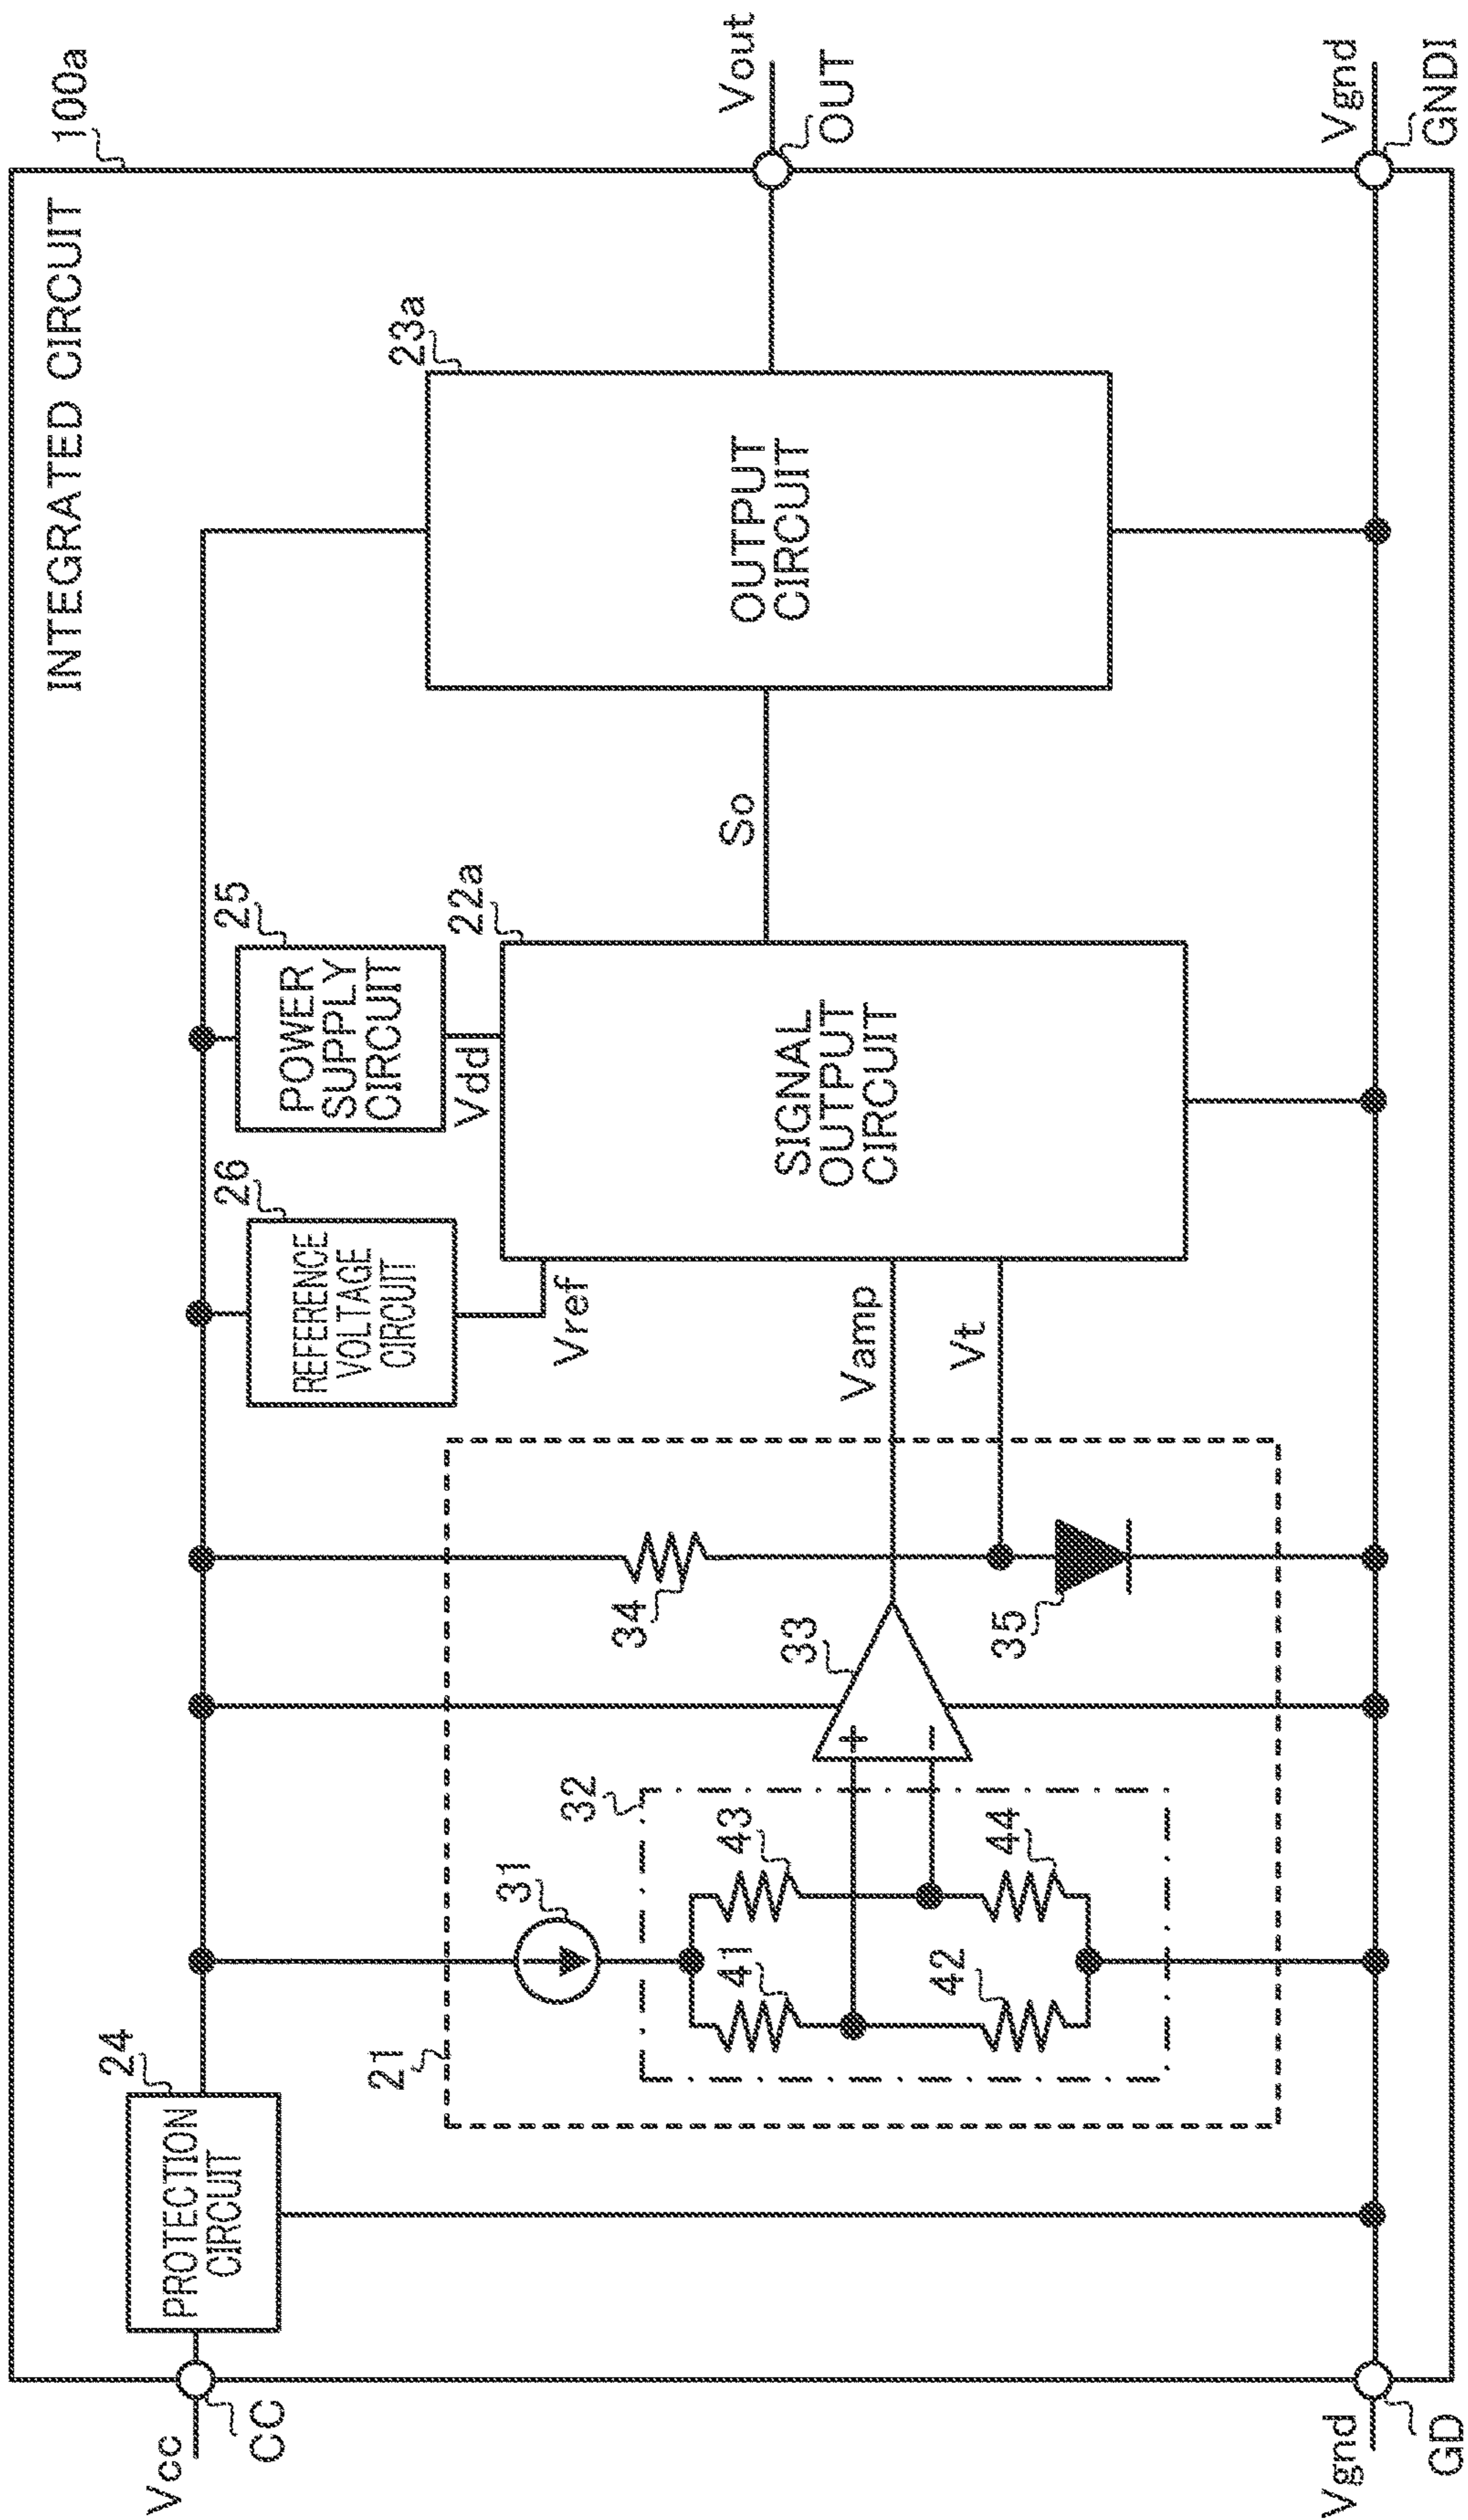 100a
INTEGRATED CIRCUIT
Vcc
CC
PROTECTION
CIRCUIT
24
26
REFERENCE
VOLTAGE
CIRCUIT
Vref
25
POWER
SUPPLY
CIRCUIT
Vdd
21
31
32
41
42
43
44
33
+
−
34
35
Vamp
Vt
22a
SIGNAL
OUTPUT
CIRCUIT
So
23a
OUTPUT
CIRCUIT
Vout
OUT
Vgnd
GD
Vgnd
GNDI